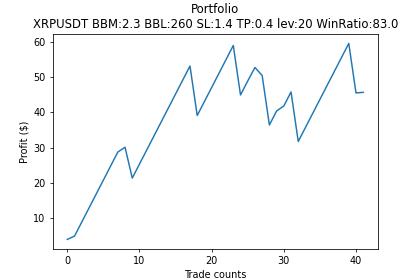 Portfolio
XRPUSDT BBM:2.3 BBL:260 SL:1.4 TP:0.4 lev:20 WinRatio:83.0
60
50
40
30
20
10
Profit ($)
0 10 20 30 40
Trade counts